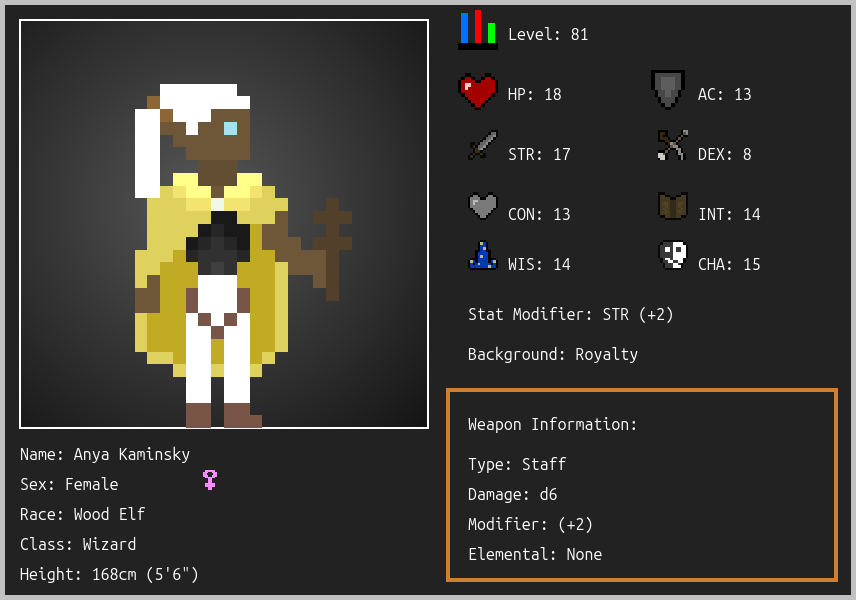 Level: 81
HP: 18
AC: 13
STR: 17
DEX: 8
CON: 13
INT: 14
WIS: 14
CHA: 15
Stat Modifier: STR (+2)
Background: Royalty
Weapon Information:
Type: Staff
Damage: d6
Modifier: (+2)
Elemental: None
Name: Anya Kaminsky
Sex: Female
Race: Wood Elf
Class: Wizard
Height: 168cm (5'6")